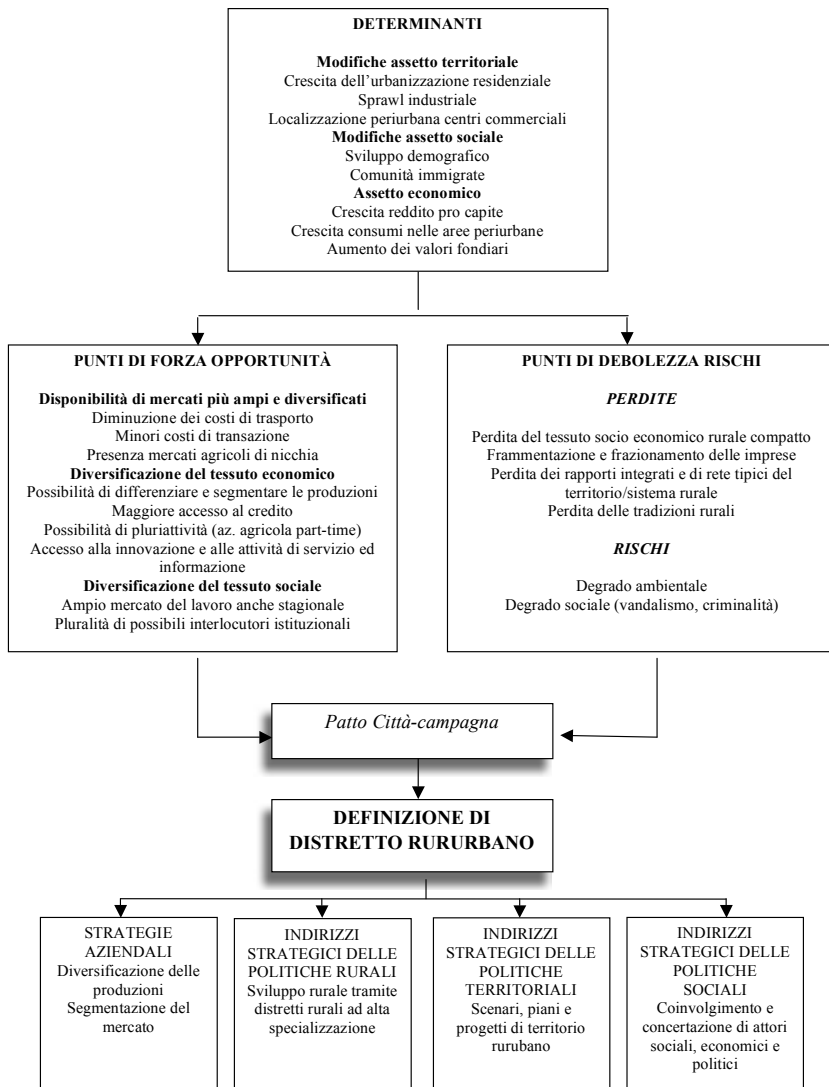 DETERMINANTI
Modifiche assetto territoriale
Crescita dell'urbanizzazione residenziale
Sprawl industriale
Localizzazione periurbana centri commerciali
Modifiche assetto sociale
Sviluppo demografico
Comunità immigrate
Assetto economico
Crescita reddito pro capite
Crescita consumi nelle aree periurbane
Aumento dei valori fondiari
PUNTI DI FORZA OPPORTUNITÀ
Disponibilità di mercati più ampi e diversificati
Diminuzione dei costi di trasporto
Minori costi di transazione
Presenza mercati agricoli di nicchia
Diversificazione del tessuto economico
Possibilità di differenziare e segmentare le produzioni
Maggiore accesso al credito
Possibilità di pluriattività (az. agricola part-time)
Accesso alla innovazione e alle attività di servizio ed
informazione
Diversificazione del tessuto sociale
Ampio mercato del lavoro anche stagionale
Pluralità di possibili interlocutori istituzionali
PUNTI DI DEBOLEZZA RISCHI
PERDITE
Perdita del tessuto socio economico rurale compatto
Frammentazione e frazionamento delle imprese
Perdita dei rapporti integrati e di rete tipici del
territorio/sistema rurale
Perdita delle tradizioni rurali
RISCHI
Degrado ambientale
Degrado sociale (vandalismo, criminalità)
Patto Città-campagna
DEFINIZIONE DI
DISTRETTO RURURBANO
STRATEGIE
AZIENDALI
Diversificazione delle
produzioni
Segmentazione del
mercato
INDIRIZZI
STRATEGICI DELLE
POLITICHE RURALI
Sviluppo rurale tramite
distretti rurali ad alta
specializzazione
INDIRIZZI
STRATEGICI DELLE
POLITICHE
TERRITORIALI
Scenari, piani e
progetti di territorio
rurubano
INDIRIZZI
STRATEGICI DELLE
POLITICHE
SOCIALI
Coinvolgimento e
concertazione di attori
sociali, economici e
politici